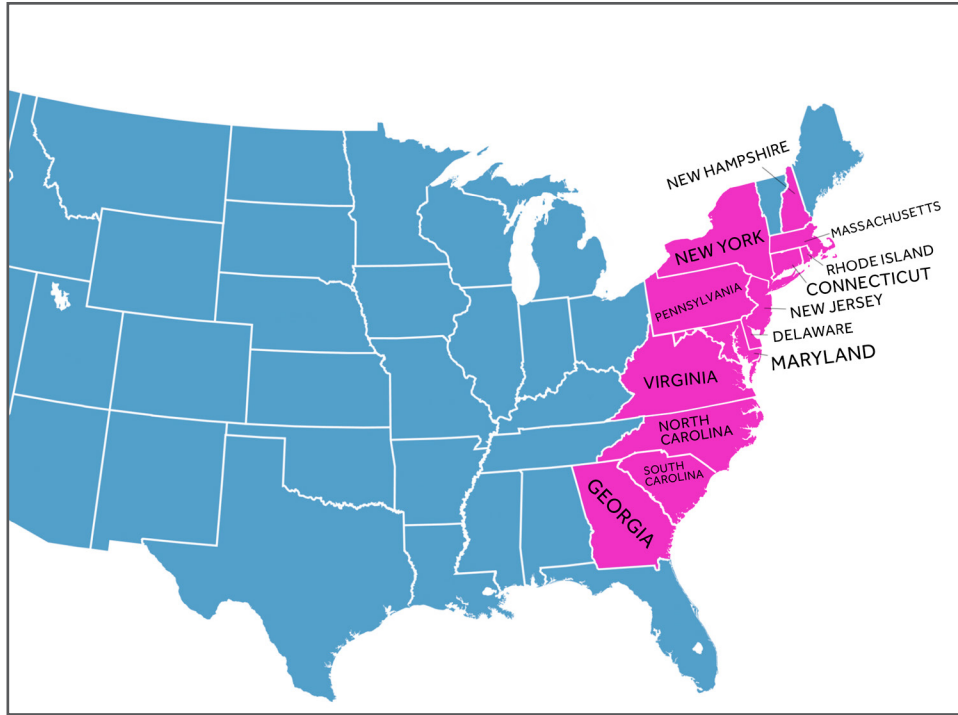 NEW HAMPSHIRE
MASSACHUSETTS
NEW YORK
RHODE ISLAND
CONNECTICUT
PENNSYLVANIA
NEW JERSEY
DELAWARE
MARYLAND
VIRGINIA
NORTH
CAROLINA
SOUTH
CAROLINA
GEORGIA